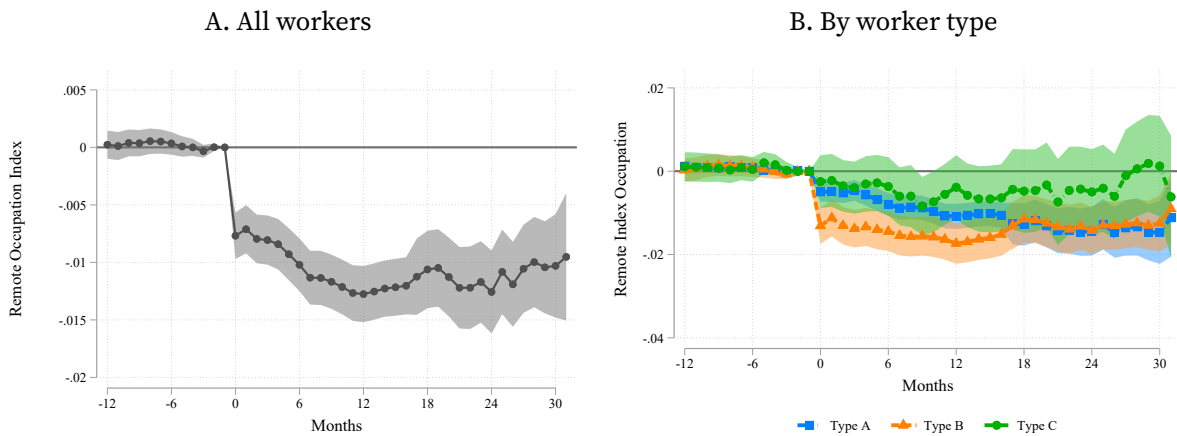 A. All workers
.005
0
-.005
-.01
-.015
-.02
Remote Occupation Index
-12 -6 0 6 12 18 24 30
Months
B. By worker type
.02
0
-.02
-.04
Remote Index Occupation
-12 -6 0 6 12 18 24 30
Months
Type A Type B Type C